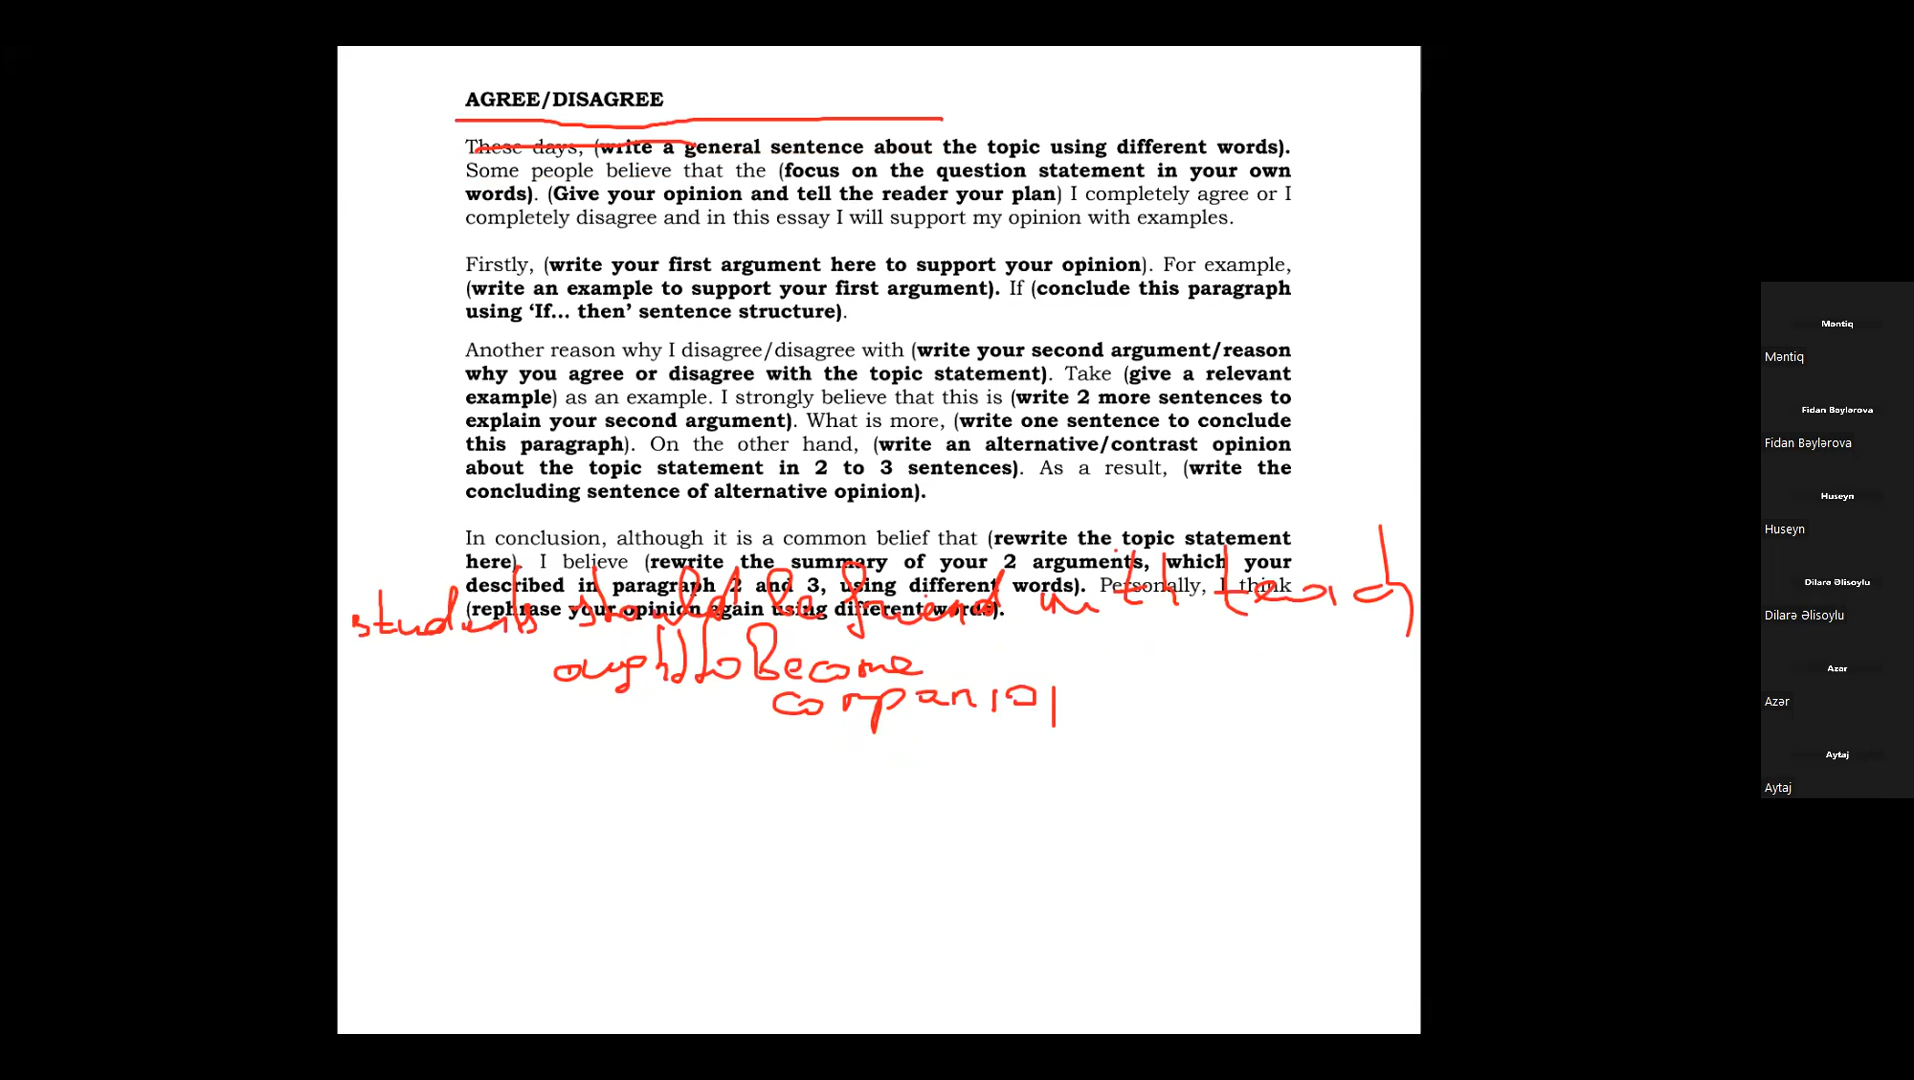 AGREE/DISAGREE
These days, (write a general sentence about the topic using different words).
Some people believe that the (focus on the question statement in your own
words). (Give your opinion and tell the reader your plan) I completely agree or I
completely disagree and in this essay I will support my opinion with examples.
Firstly, (write your first argument here to support your opinion). For example,
(write an example to support your first argument). If (conclude this paragraph
using ‘If... then’ sentence structure).
Another reason why I disagree/disagree with (write your second argument/reason
why you agree or disagree with the topic statement). Take (give a relevant
example) as an example. I strongly believe that this is (write 2 more sentences to
explain your second argument). What is more, (write one sentence to conclude
this paragraph). On the other hand, (write an alternative/contrast opinion
about the topic statement in 2 to 3 sentences). As a result, (write the
concluding sentence of alternative opinion).
In conclusion, although it is a common belief that (rewrite the topic statement
here), I believe (rewrite the summary of your 2 arguments, which your
described in paragraph 2 and 3, using different words). Personally, I think
(rephrase your opinion again using different words).
students should be friend with teach
ought to become
companio
Məntiq
Məntiq
Fidan Bəylərova
Fidan Bəylərova
Huseyn
Huseyn
Dilarə Əlisoylu
Dilarə Əlisoylu
Azər
Azər
Aytaj
Aytaj